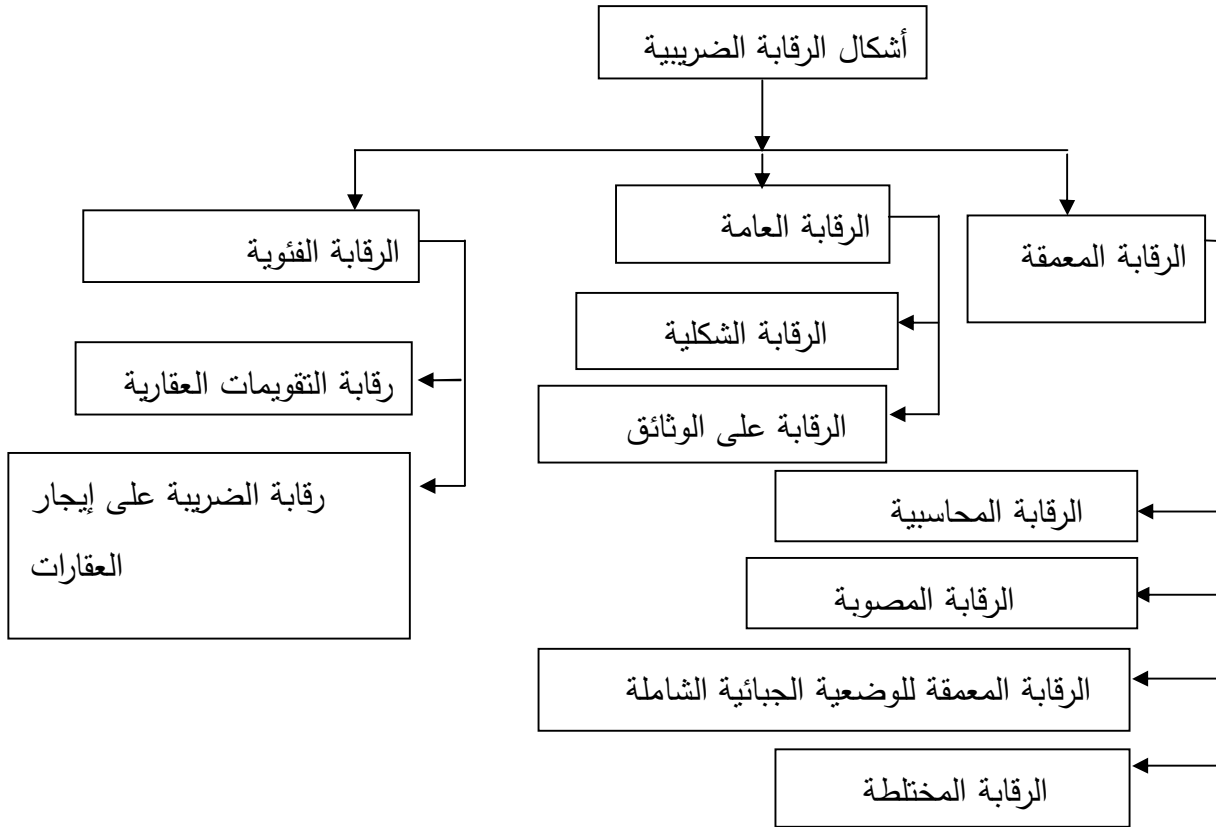 أشكال الرقابة الضريبية
الرقابة المعمقة
الرقابة العامة
الرقابة الفئوية
الرقابة الشكلية
رقابة التقويمات العقارية
الرقابة على الوثائق
رقابة الضريبة على إيجار
العقارات
الرقابة المحاسبية
الرقابة المصوبة
الرقابة المعمقة للوضعية الجبائية الشاملة
الرقابة المختلطة